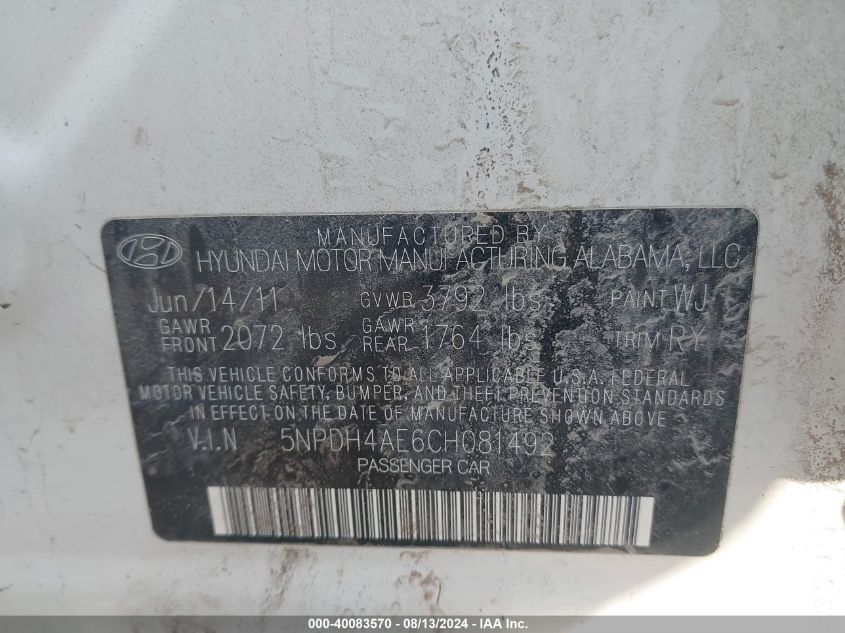 MANUFACTURED BY
HYUNDAI MOTOR MANUFACTURING ALABAMA, LLC
Jun/14/11 GVWR 3792 lbs PAINT WJ
GAWR FRONT 2072 lbs GAWR REAR 1764 lbs TRIM RY
THIS VEHICLE CONFORMS TO ALL APPLICABLE U.S.A. FEDERAL
MOTOR VEHICLE SAFETY, BUMPER, AND THEFT PREVENTION STANDARDS
IN EFFECT ON THE DATE OF MANUFACTURE SHOWN ABOVE.
V.I.N 5NPDH4AE6CH081492
PASSENGER CAR
000-40083570 - 08/13/2024 - IAA Inc.